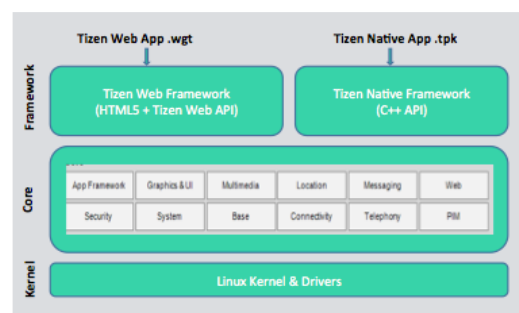 Tizen Web App .wgt
Tizen Native App .tpk
Framework
Tizen Web Framework
(HTML5 + Tizen Web API)
Tizen Native Framework
(C++ API)
Core
App Framework
Graphics & UI
Multimedia
Location
Messaging
Web
Security
System
Base
Connectivity
Telephony
PIM
Kernel
Linux Kernel & Drivers